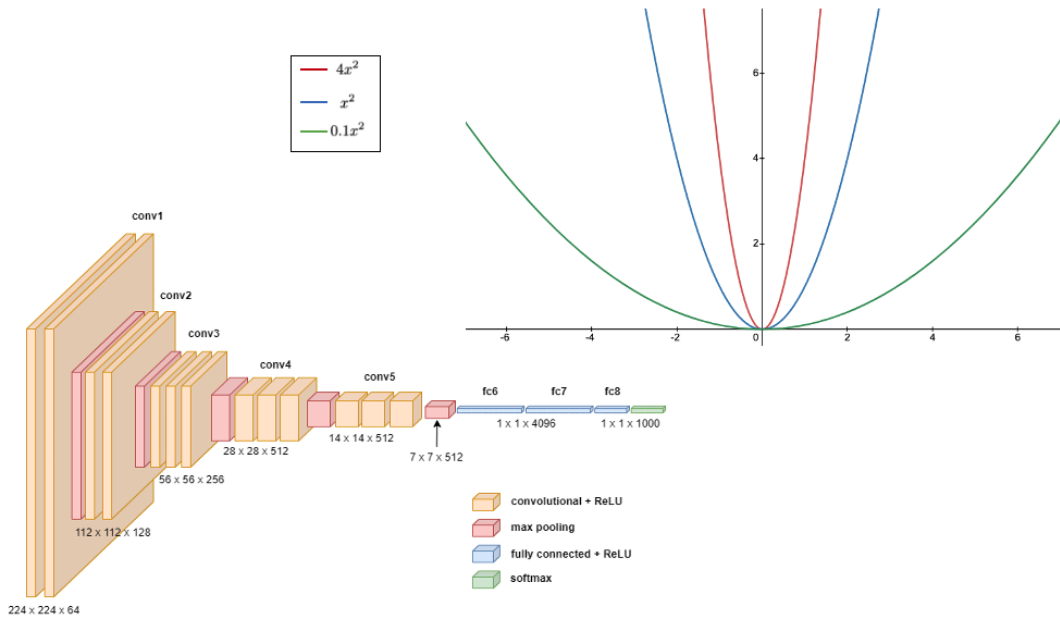 4x²
x²
0.1x²
6
4
2
-6
-4
-2
0
2
4
6
conv1
conv2
conv3
conv4
conv5
fc6
fc7
fc8
1 x 1 x 4096
1 x 1 x 1000
14 x 14 x 512
28 x 28 x 512
7 x 7 x 512
56 x 56 x 256
112 x 112 x 128
224 x 224 x 64
convolutional + ReLU
max pooling
fully connected + ReLU
softmax